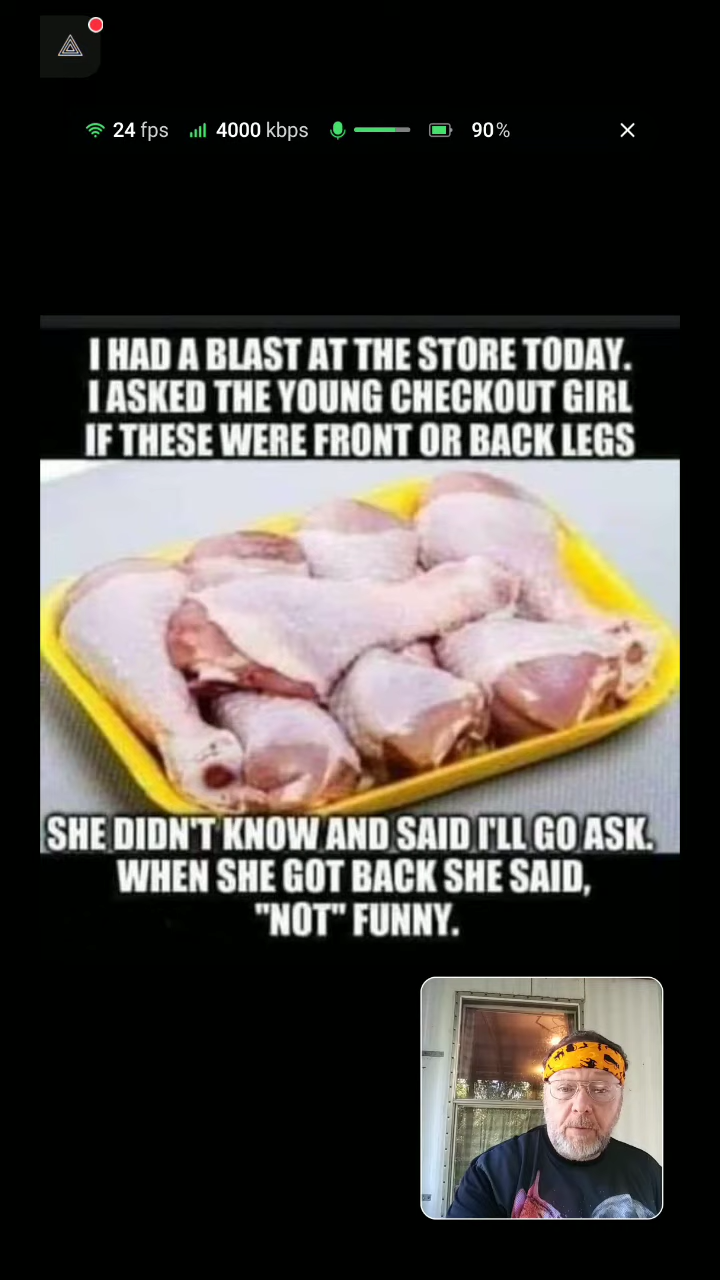 24 fps 4000 kbps 90%
I HAD A BLAST AT THE STORE TODAY.
I ASKED THE YOUNG CHECKOUT GIRL
IF THESE WERE FRONT OR BACK LEGS
SHE DIDN'T KNOW AND SAID I'LL GO ASK.
WHEN SHE GOT BACK SHE SAID,
"NOT" FUNNY.